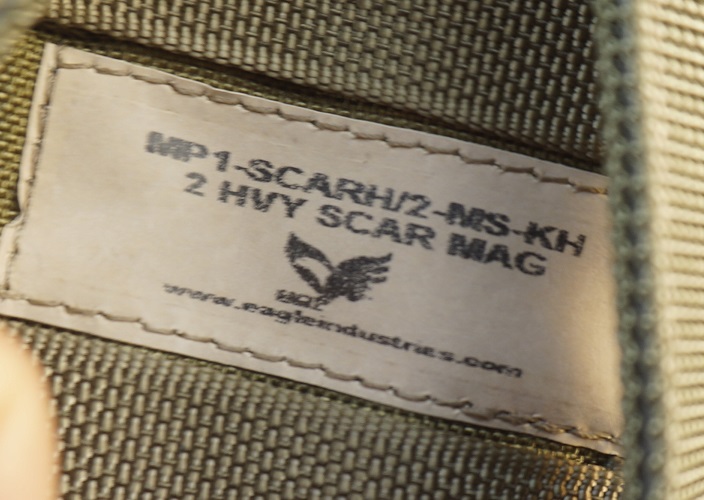 MP1-SCARH/2-MS-KH
2 HVY SCAR MAG
www.eagleindustries.com